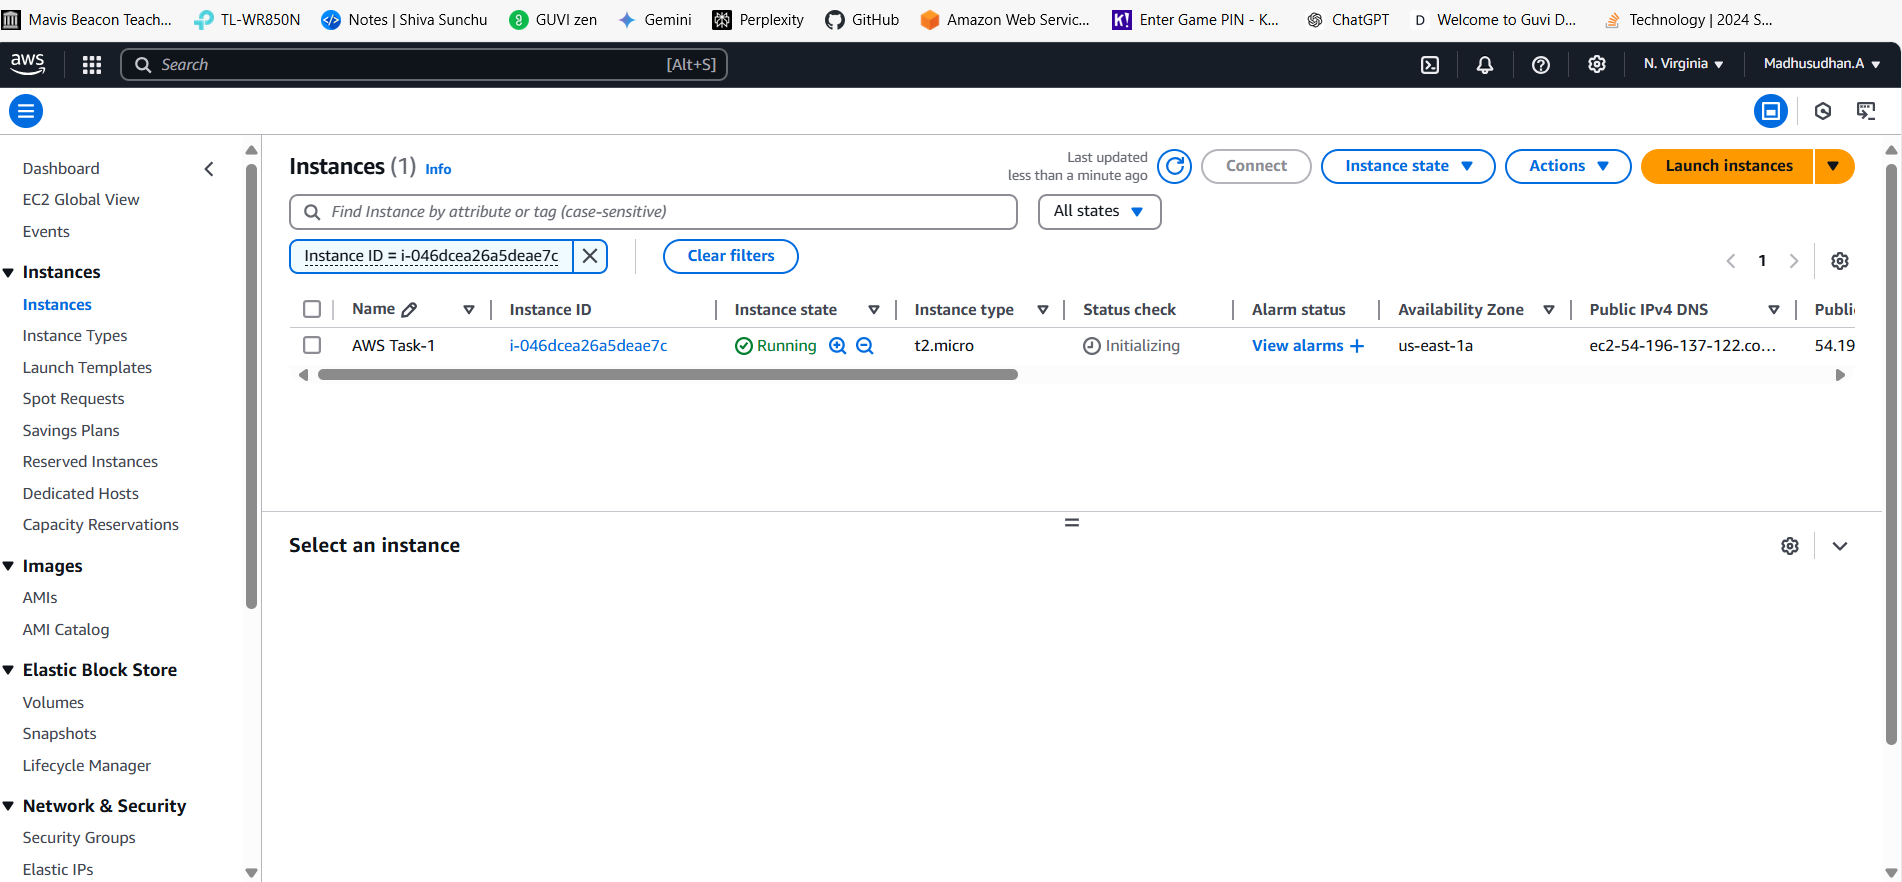 Mavis Beacon Teach... TL-WR850N Notes | Shiva Sunchu GUVI zen Gemini Perplexity GitHub Amazon Web Servic... Enter Game PIN - K... ChatGPT Welcome to Guvi D... Technology | 2024 S...
aws Search [Alt+S] N. Virginia Madhusudhan.A
Dashboard
EC2 Global View
Events
Instances
Instances
Instance Types
Launch Templates
Spot Requests
Savings Plans
Reserved Instances
Dedicated Hosts
Capacity Reservations
Images
AMIs
AMI Catalog
Elastic Block Store
Volumes
Snapshots
Lifecycle Manager
Network & Security
Security Groups
Elastic IPs
Instances (1) Info
Last updated
less than a minute ago
Connect Instance state Actions Launch instances
Find Instance by attribute or tag (case-sensitive) All states
Instance ID = i-046dcea26a5deae7c Clear filters
1
Name Instance ID Instance state Instance type Status check Alarm status Availability Zone Public IPv4 DNS Publi
AWS Task-1 i-046dcea26a5deae7c Running t2.micro Initializing View alarms + us-east-1a ec2-54-196-137-122.co... 54.19
Select an instance